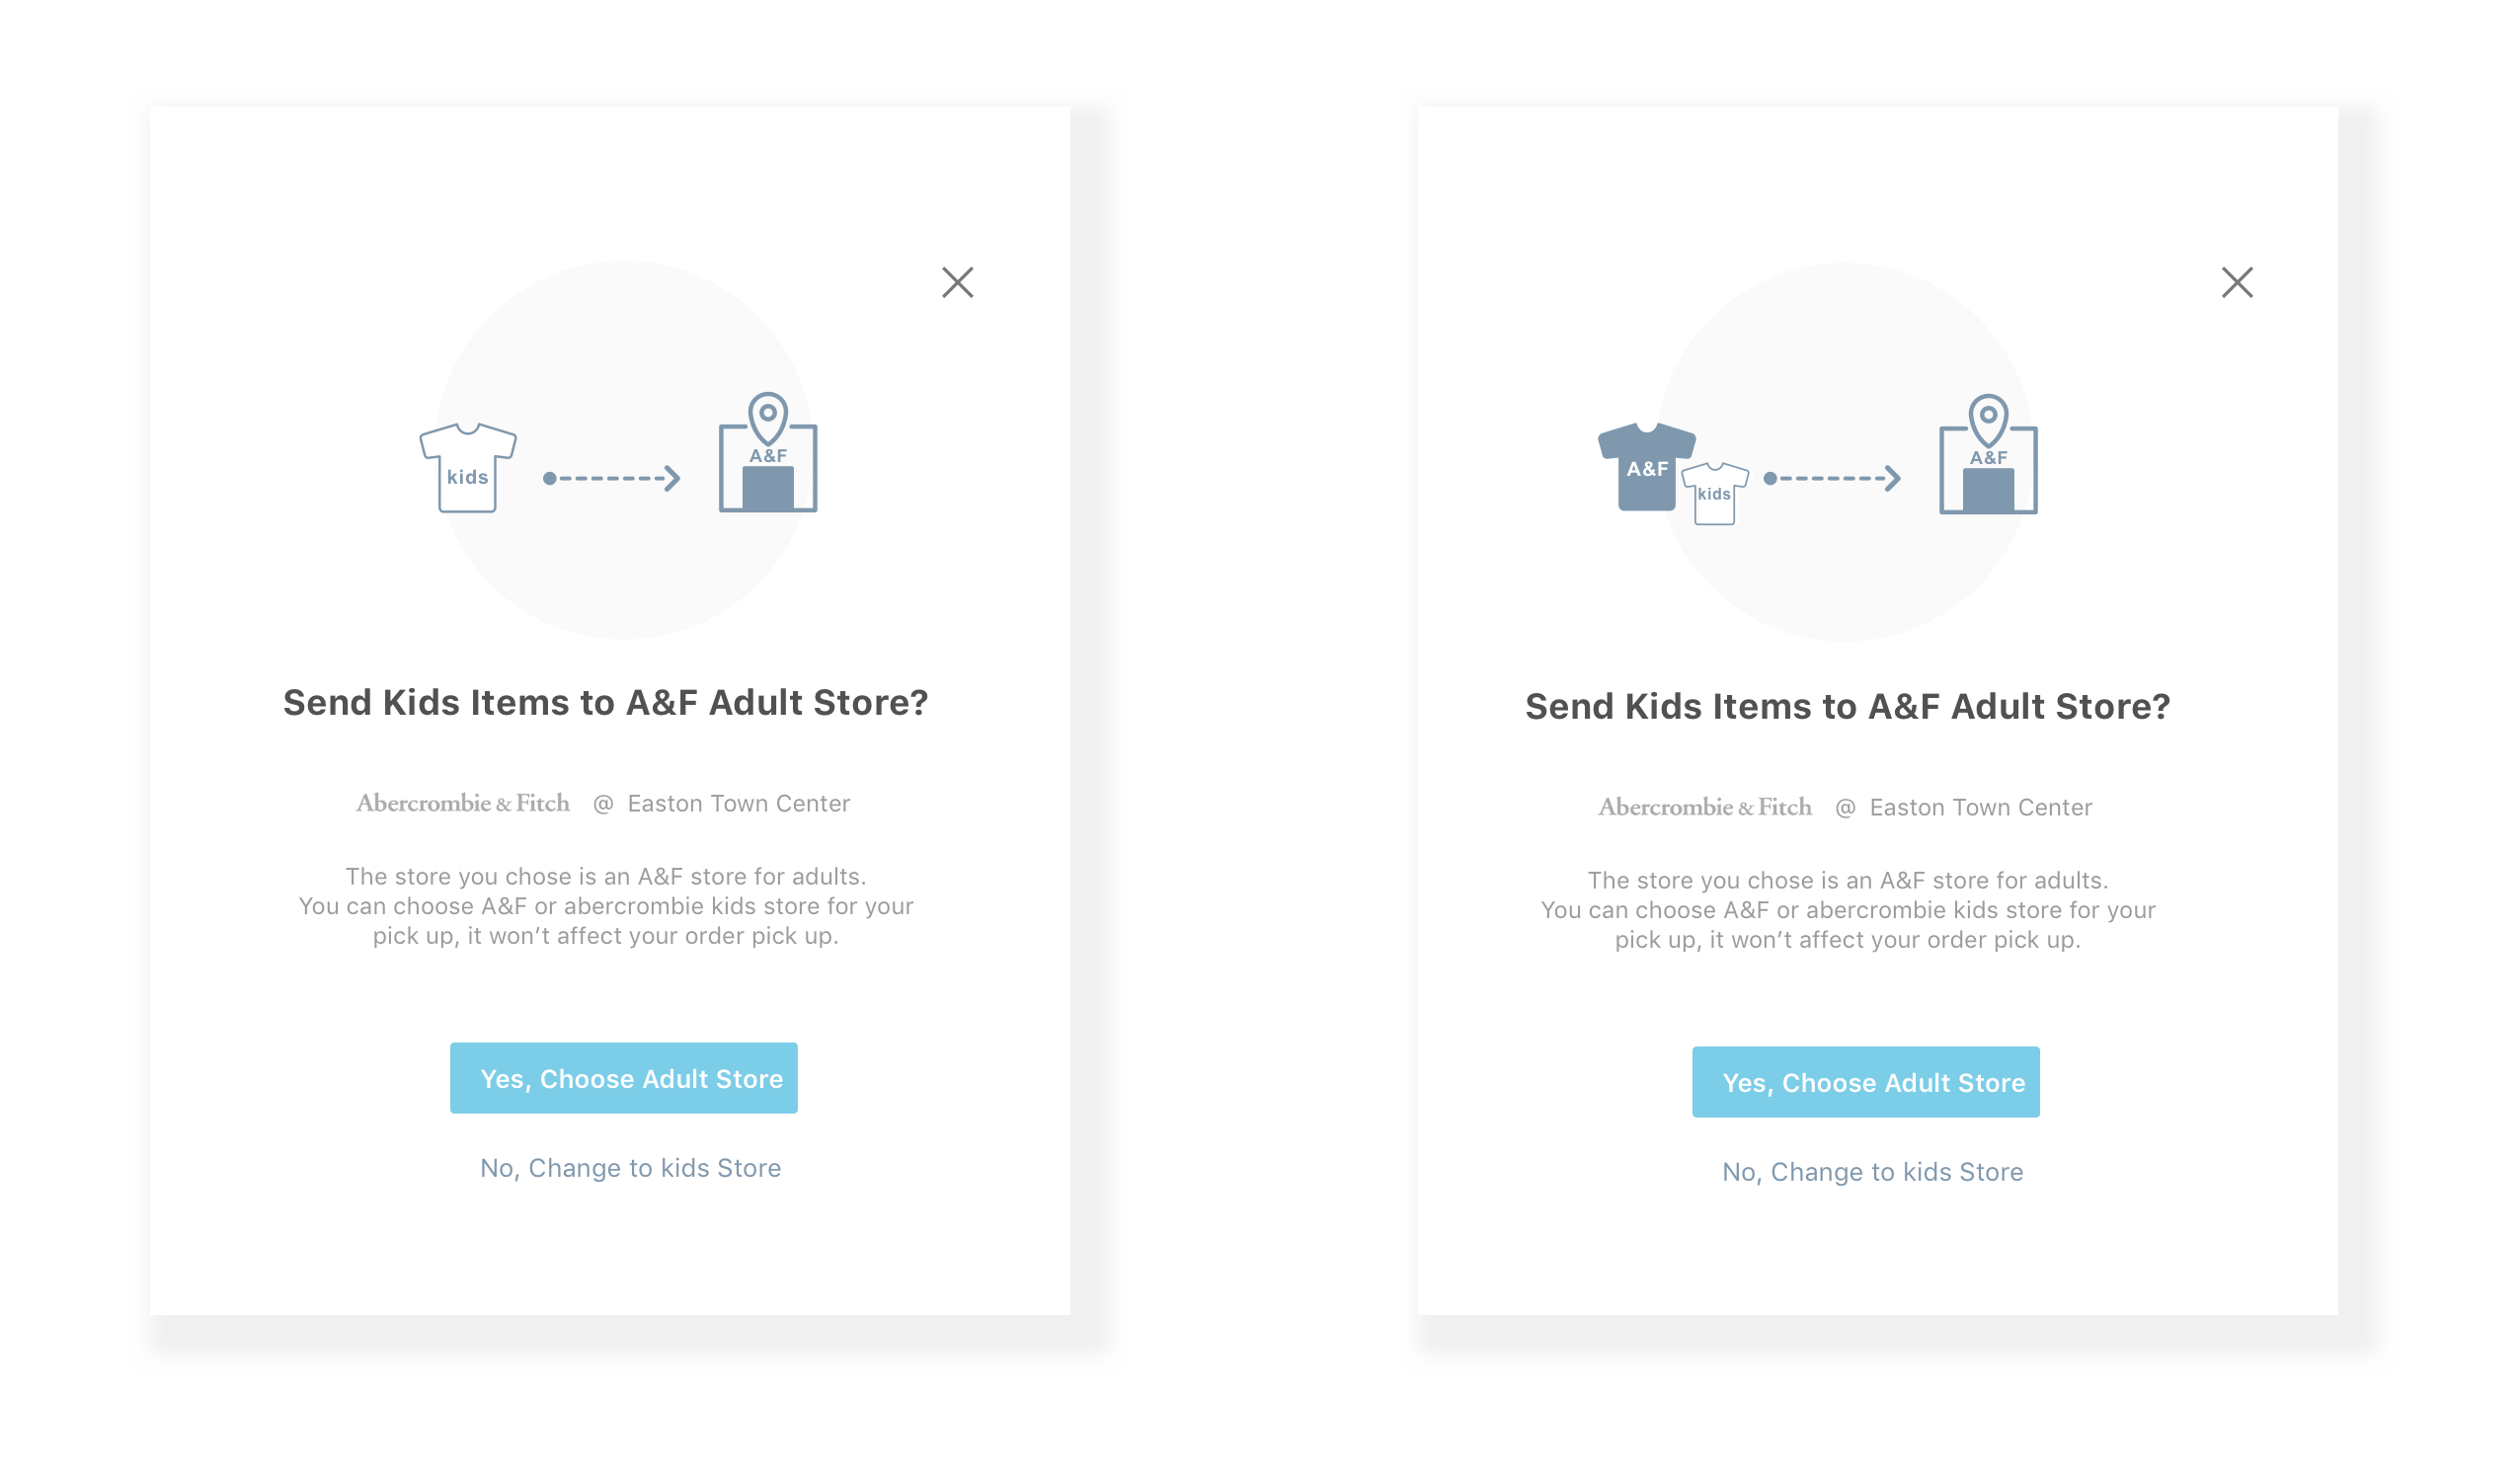 kids
A&F
Send Kids Items to A&F Adult Store?
Abercrombie & Fitch @ Easton Town Center
The store you chose is an A&F store for adults.
You can choose A&F or abercrombie kids store for your
pick up, it won’t affect your order pick up.
Yes, Choose Adult Store
No, Change to kids Store
A&F
kids
A&F
Send Kids Items to A&F Adult Store?
Abercrombie & Fitch @ Easton Town Center
The store you chose is an A&F store for adults.
You can choose A&F or abercrombie kids store for your
pick up, it won’t affect your order pick up.
Yes, Choose Adult Store
No, Change to kids Store